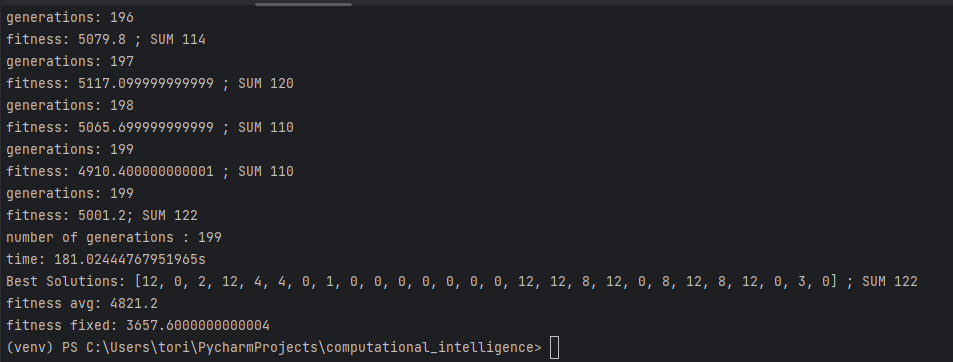 generations: 196
fitness: 5079.8 ; SUM 114
generations: 197
fitness: 5117.099999999999 ; SUM 120
generations: 198
fitness: 5065.699999999999 ; SUM 110
generations: 199
fitness: 4910.400000000001 ; SUM 110
generations: 199
fitness: 5001.2; SUM 122
number of generations : 199
time: 181.02444767951965s
Best Solutions: [12, 0, 2, 12, 4, 4, 0, 1, 0, 0, 0, 0, 0, 0, 0, 12, 12, 8, 12, 0, 8, 12, 8, 12, 0, 3, 0] ; SUM 122
fitness avg: 4821.2
fitness fixed: 3657.6000000000004
(venv) PS C:\Users\tori\PycharmProjects\computational_intelligence>